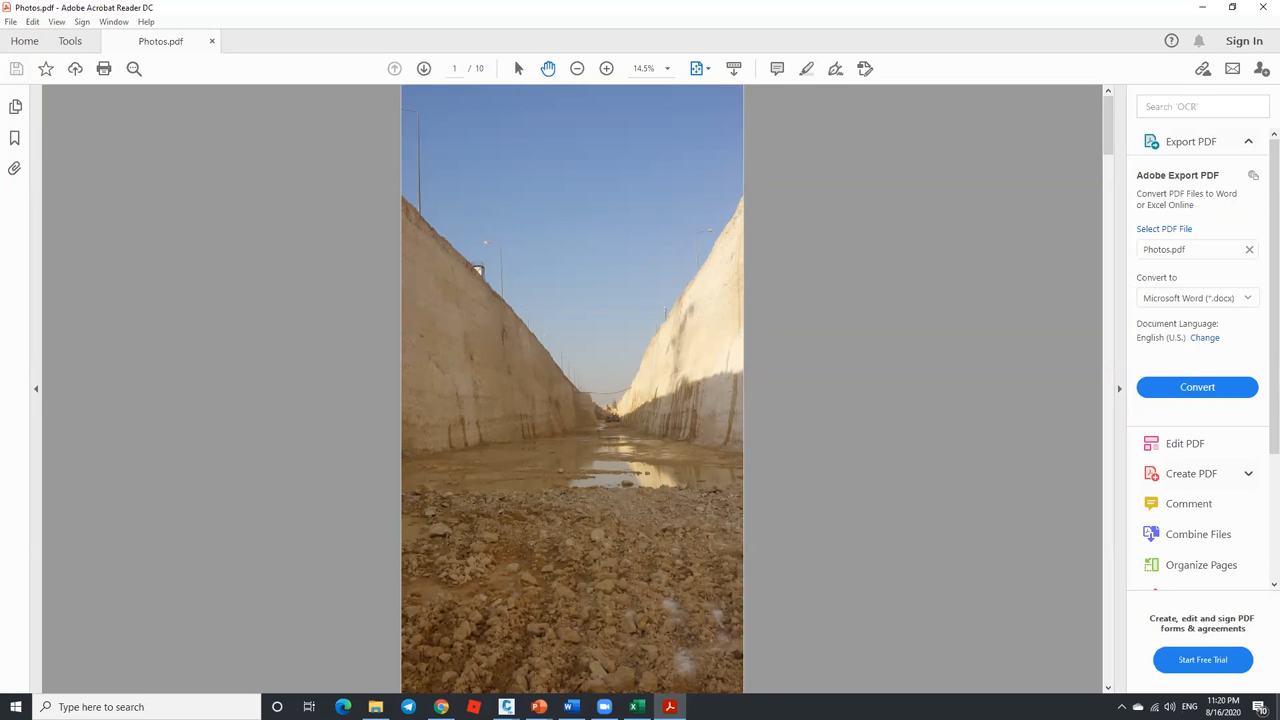 Photos.pdf - Adobe Acrobat Reader DC
File Edit View Sign Window Help
Home Tools Photos.pdf Sign In
1 / 10 14.5%
Search 'OCR'
Export PDF
Adobe Export PDF
Convert PDF Files to Word
or Excel Online
Select PDF File
Photos.pdf
Convert to
Microsoft Word (*.docx)
Document Language:
English (U.S.) Change
Convert
Edit PDF
Create PDF
Comment
Combine Files
Organize Pages
Create, edit and sign PDF
forms & agreements
Start Free Trial
Type here to search
ENG
11:20 PM
8/16/2020
10